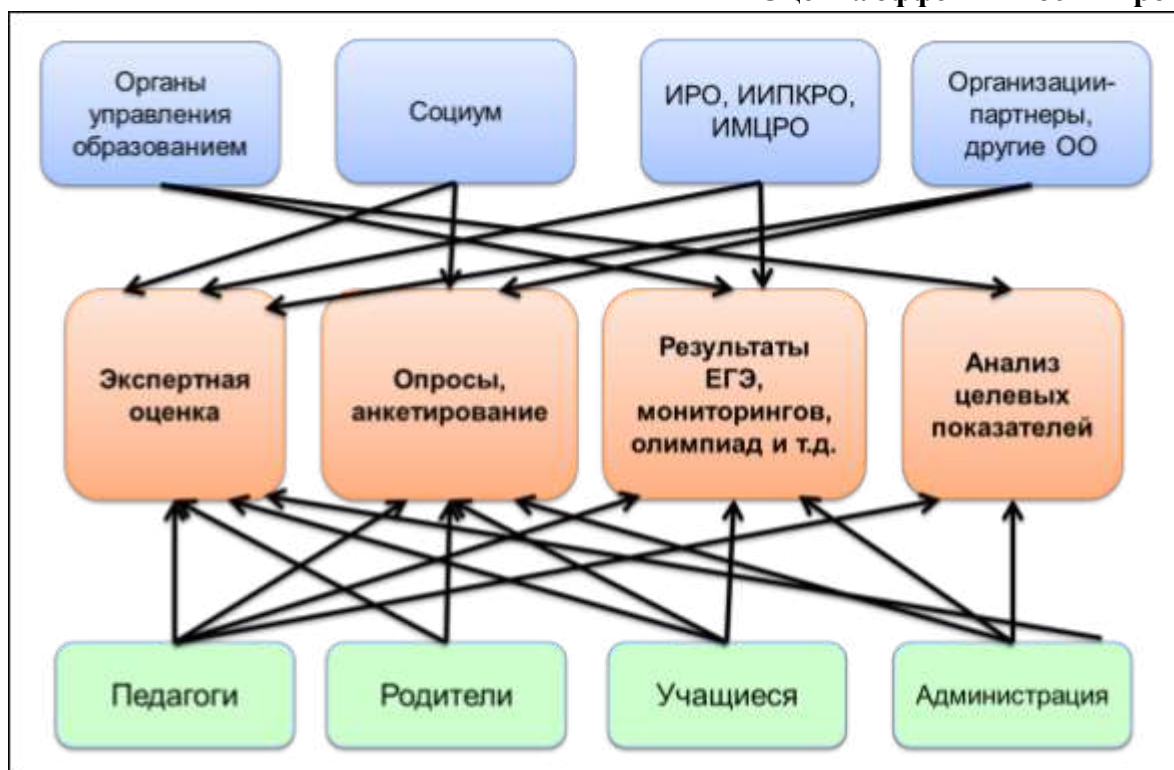 Органы
управления
образованием
Социум
ИРО, ИИПКРО,
ИМЦРО
Организации-
партнеры,
другие ОО
Экспертная
оценка
Опросы,
анкетирование
Результаты
ЕГЭ,
мониторингов,
олимпиад и т.д.
Анализ
целевых
показателей
Педагоги
Родители
Учащиеся
Администрация